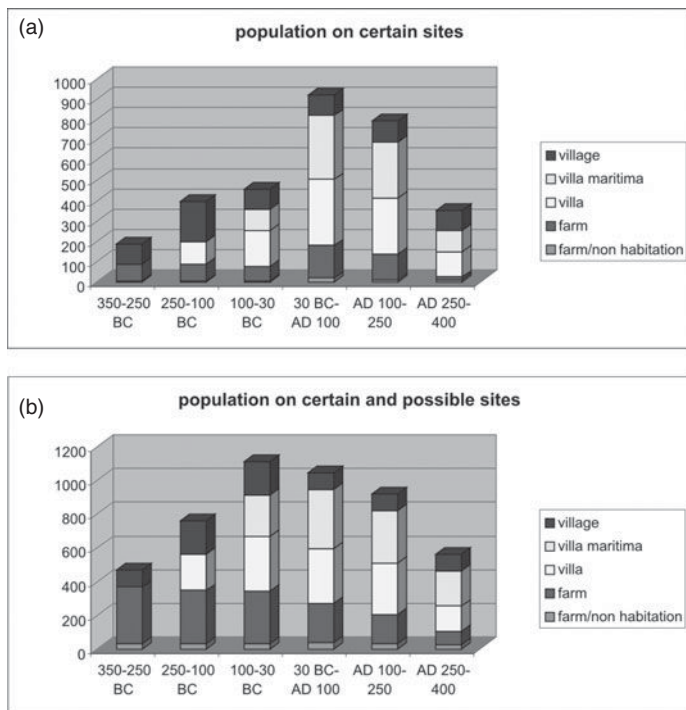 (a)
population on certain sites
1000
900
800
700
600
500
400
300
200
100
0
350-250
BC
250-100
BC
100-30
BC
30 BC-
AD 100
AD 100-
250
AD 250-
400
village
villa maritima
villa
farm
farm/non habitation
(b)
population on certain and possible sites
1200
1000
800
600
400
200
0
350-250
BC
250-100
BC
100-30
BC
30 BC-
AD 100
AD 100-
250
AD 250-
400
village
villa maritima
villa
farm
farm/non habitation